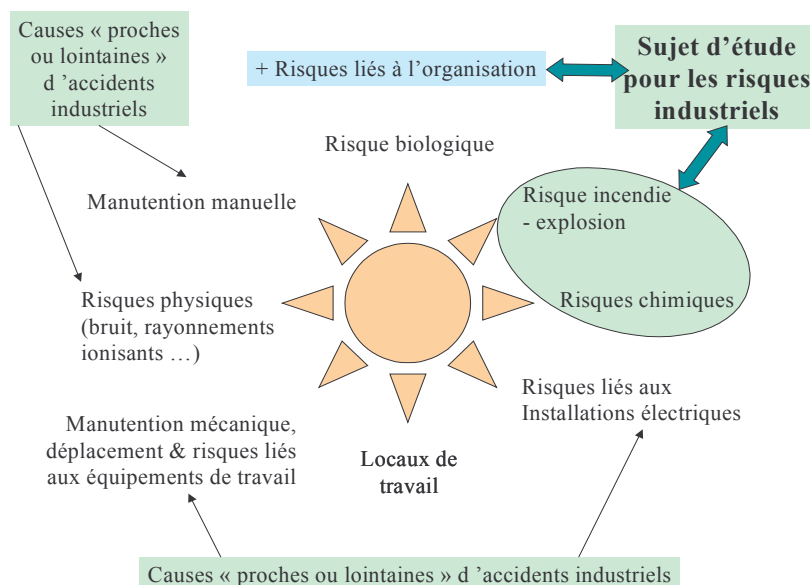 Causes « proches
ou lointaines »
d ’accidents
industriels
+ Risques liés à l’organisation
Sujet d’étude
pour les risques
industriels
Risque biologique
Manutention manuelle
Risque incendie
- explosion
Risques physiques
(bruit, rayonnements
ionisants …)
Risques chimiques
Risques liés aux
Installations électriques
Manutention mécanique,
déplacement & risques liés
aux équipements de travail
Locaux de
travail
Causes « proches ou lointaines » d ’accidents industriels